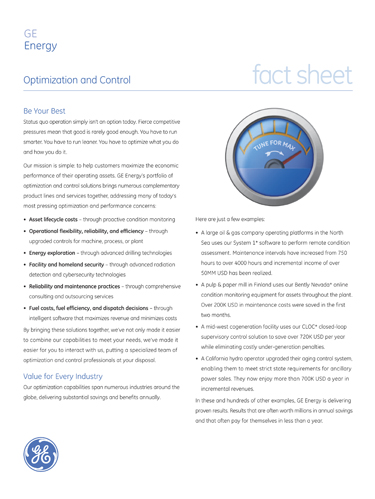 GE
Energy
Optimization and Control
fact sheet
Be Your Best
Status quo operation simply isn't an option today. Fierce competitive
pressures mean that good is rarely good enough. You have to run
smarter. You have to run leaner. You have to optimize what you do
and how you do it.
Our mission is simple: to help customers maximize the economic
performance of their operating assets. GE Energy's portfolio of
optimization and control solutions brings numerous complementary
product lines and services together, addressing many of today's
most pressing optimization and performance concerns:
• Asset lifecycle costs – through proactive condition monitoring
• Operational flexibility, reliability, and efficiency – through
upgraded controls for machine, process, or plant
• Energy exploration – through advanced drilling technologies
• Facility and homeland security – through advanced radiation
detection and cybersecurity technologies
• Reliability and maintenance practices – through comprehensive
consulting and outsourcing services
• Fuel costs, fuel efficiency, and dispatch decisions – through
intelligent software that maximizes revenue and minimizes costs
By bringing these solutions together, we've not only made it easier
to combine our capabilities to meet your needs, we've made it
easier for you to interact with us, putting a specialized team of
optimization and control professionals at your disposal.
Value for Every Industry
Our optimization capabilities span numerous industries around the
globe, delivering substantial savings and benefits annually.
TUNE FOR MAX
Here are just a few examples:
• A large oil & gas company operating platforms in the North
Sea uses our System 1* software to perform remote condition
assessment. Maintenance intervals have increased from 750
hours to over 4000 hours and incremental income of over
50MM USD has been realized.
• A pulp & paper mill in Finland uses our Bently Nevada* online
condition monitoring equipment for assets throughout the plant.
Over 200K USD in maintenance costs were saved in the first
two months.
• A mid-west cogeneration facility uses our CLOC* closed-loop
supervisory control solution to save over 720K USD per year
while eliminating costly under-generation penalties.
• A California hydro operator upgraded their aging control system,
enabling them to meet strict state requirements for ancillary
power sales. They now enjoy more than 700K USD a year in
incremental revenues.
In these and hundreds of other examples, GE Energy is delivering
proven results. Results that are often worth millions in annual savings
and that often pay for themselves in less than a year.
GE